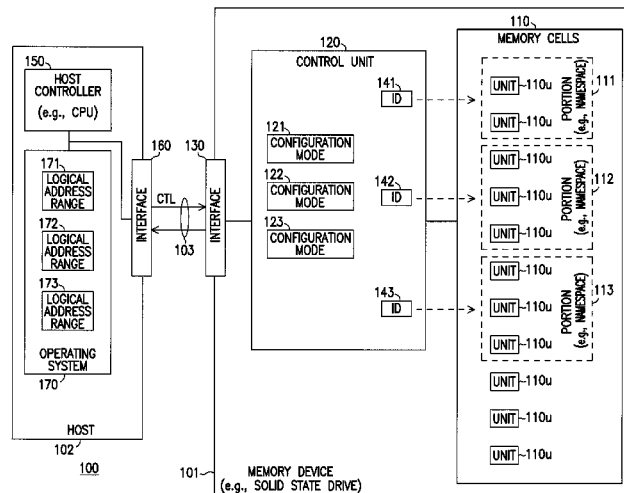 150
HOST
CONTROLLER
(e.g., CPU)
171
LOGICAL
ADDRESS
RANGE
172
LOGICAL
ADDRESS
RANGE
173
LOGICAL
ADDRESS
RANGE
OPERATING
SYSTEM
170
HOST
102
100
160
INTERFACE
CTL
103
130
INTERFACE
101
MEMORY DEVICE
(e.g., SOLID STATE DRIVE)
120
CONTROL UNIT
141
ID
121
CONFIGURATION
MODE
122
CONFIGURATION
MODE
142
ID
123
CONFIGURATION
MODE
143
ID
110
MEMORY CELLS
UNIT 110u
UNIT 110u
PORTION
(e.g., NAMESPACE)
111
UNIT 110u
UNIT 110u
UNIT 110u
PORTION
(e.g., NAMESPACE)
112
UNIT 110u
UNIT 110u
UNIT 110u
PORTION
(e.g., NAMESPACE)
113
UNIT 110u
UNIT 110u
UNIT 110u